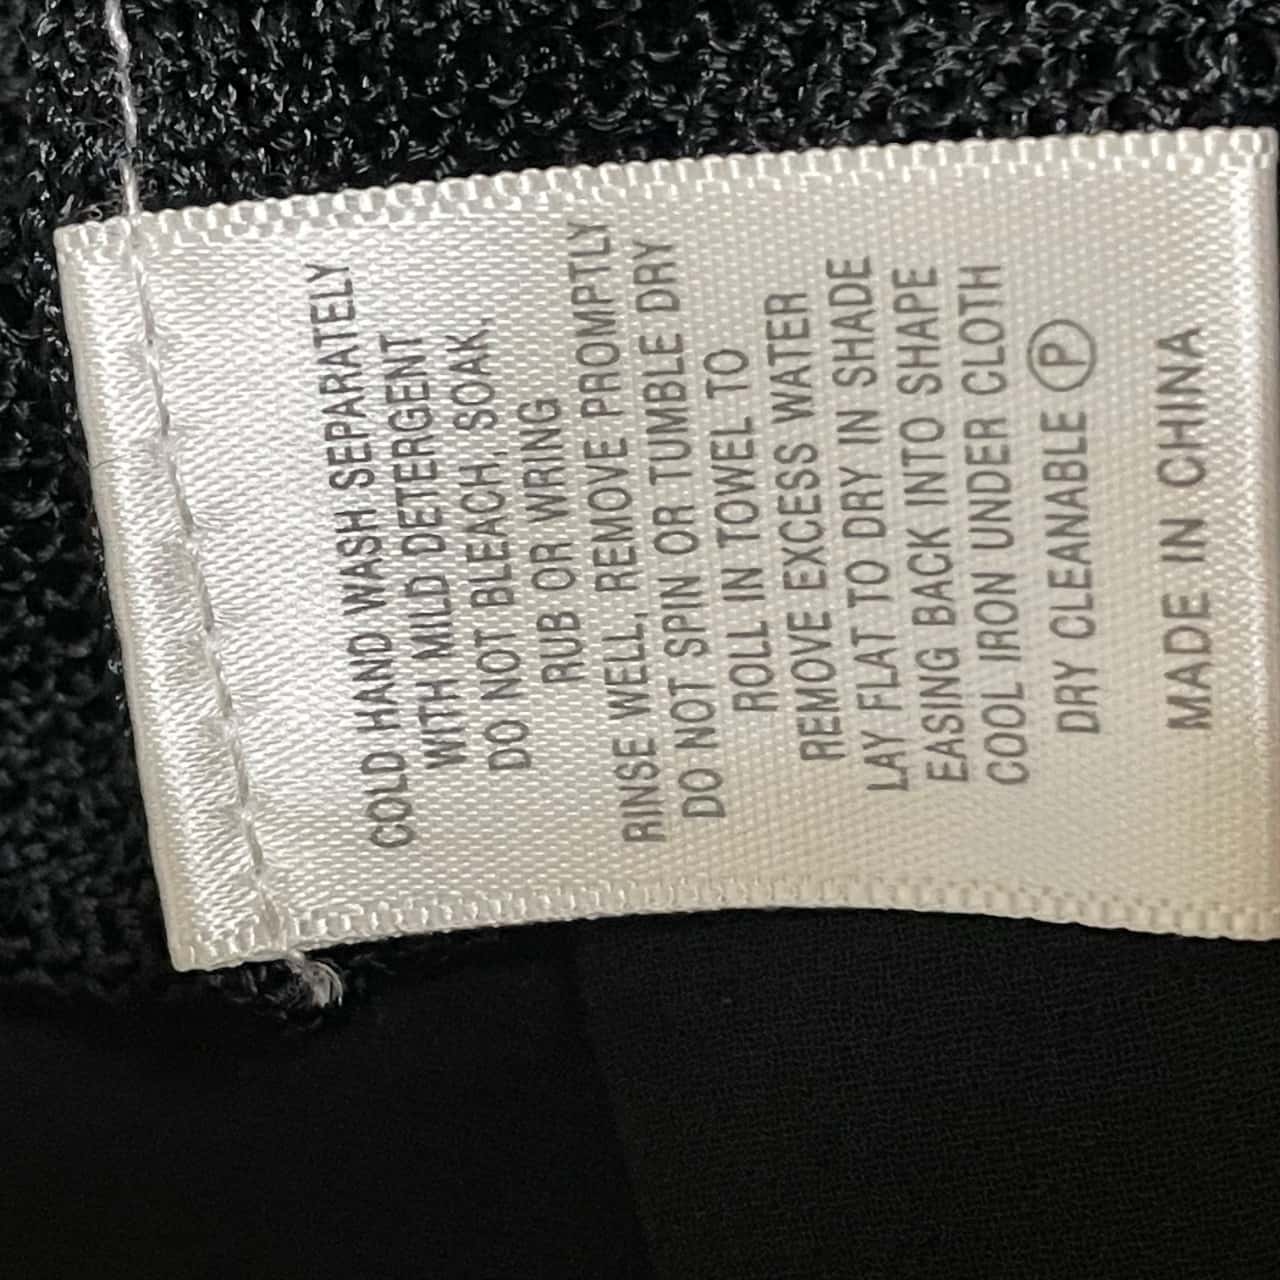 COLD HAND WASH SEPARATELY
WITH MILD DETERGENT
DO NOT BLEACH, SOAK,
RUB OR WRING
RINSE WELL, REMOVE PROMPTLY
DO NOT SPIN OR TUMBLE DRY
ROLL IN TOWEL TO
REMOVE EXCESS WATER
LAY FLAT TO DRY IN SHADE
EASING BACK INTO SHAPE
COOL IRON UNDER CLOTH
DRY CLEANABLE Ⓟ
MADE IN CHINA